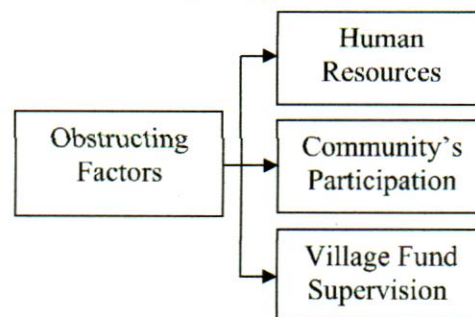 Human
Resources
Obstructing
Factors
Community's
Participation
Village Fund
Supervision